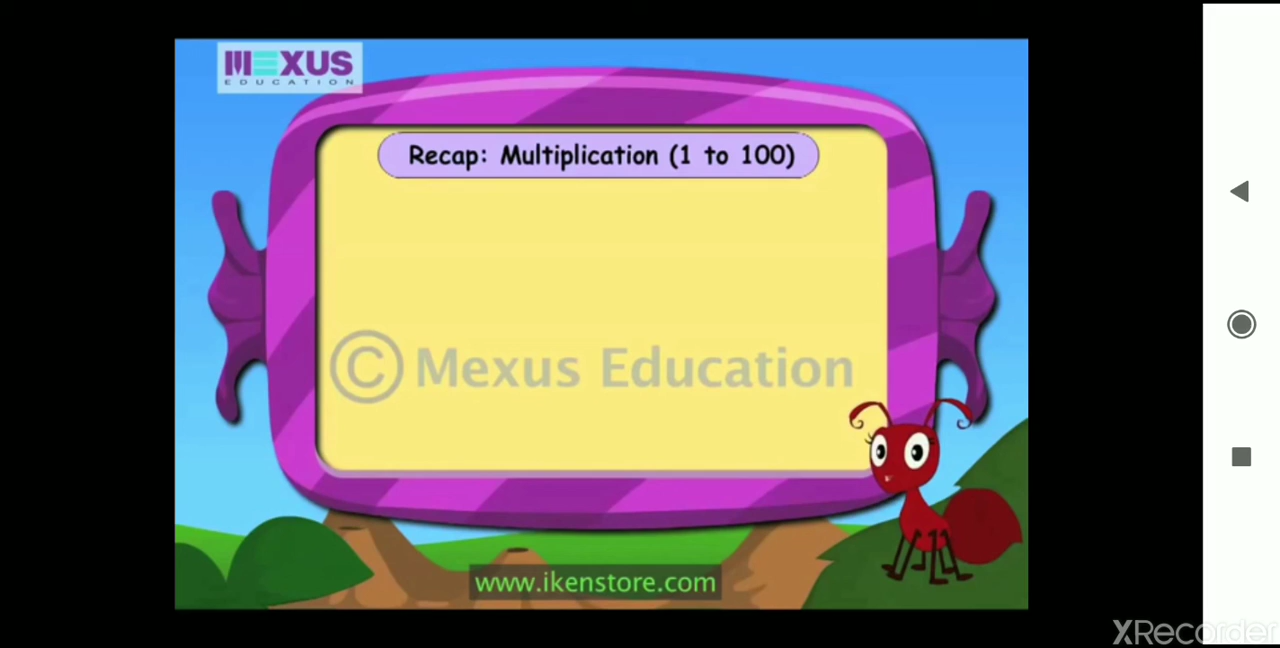 MEXUS
EDUCATION
Recap: Multiplication (1 to 100)
© Mexus Education
www.ikenstore.com
XRecorder